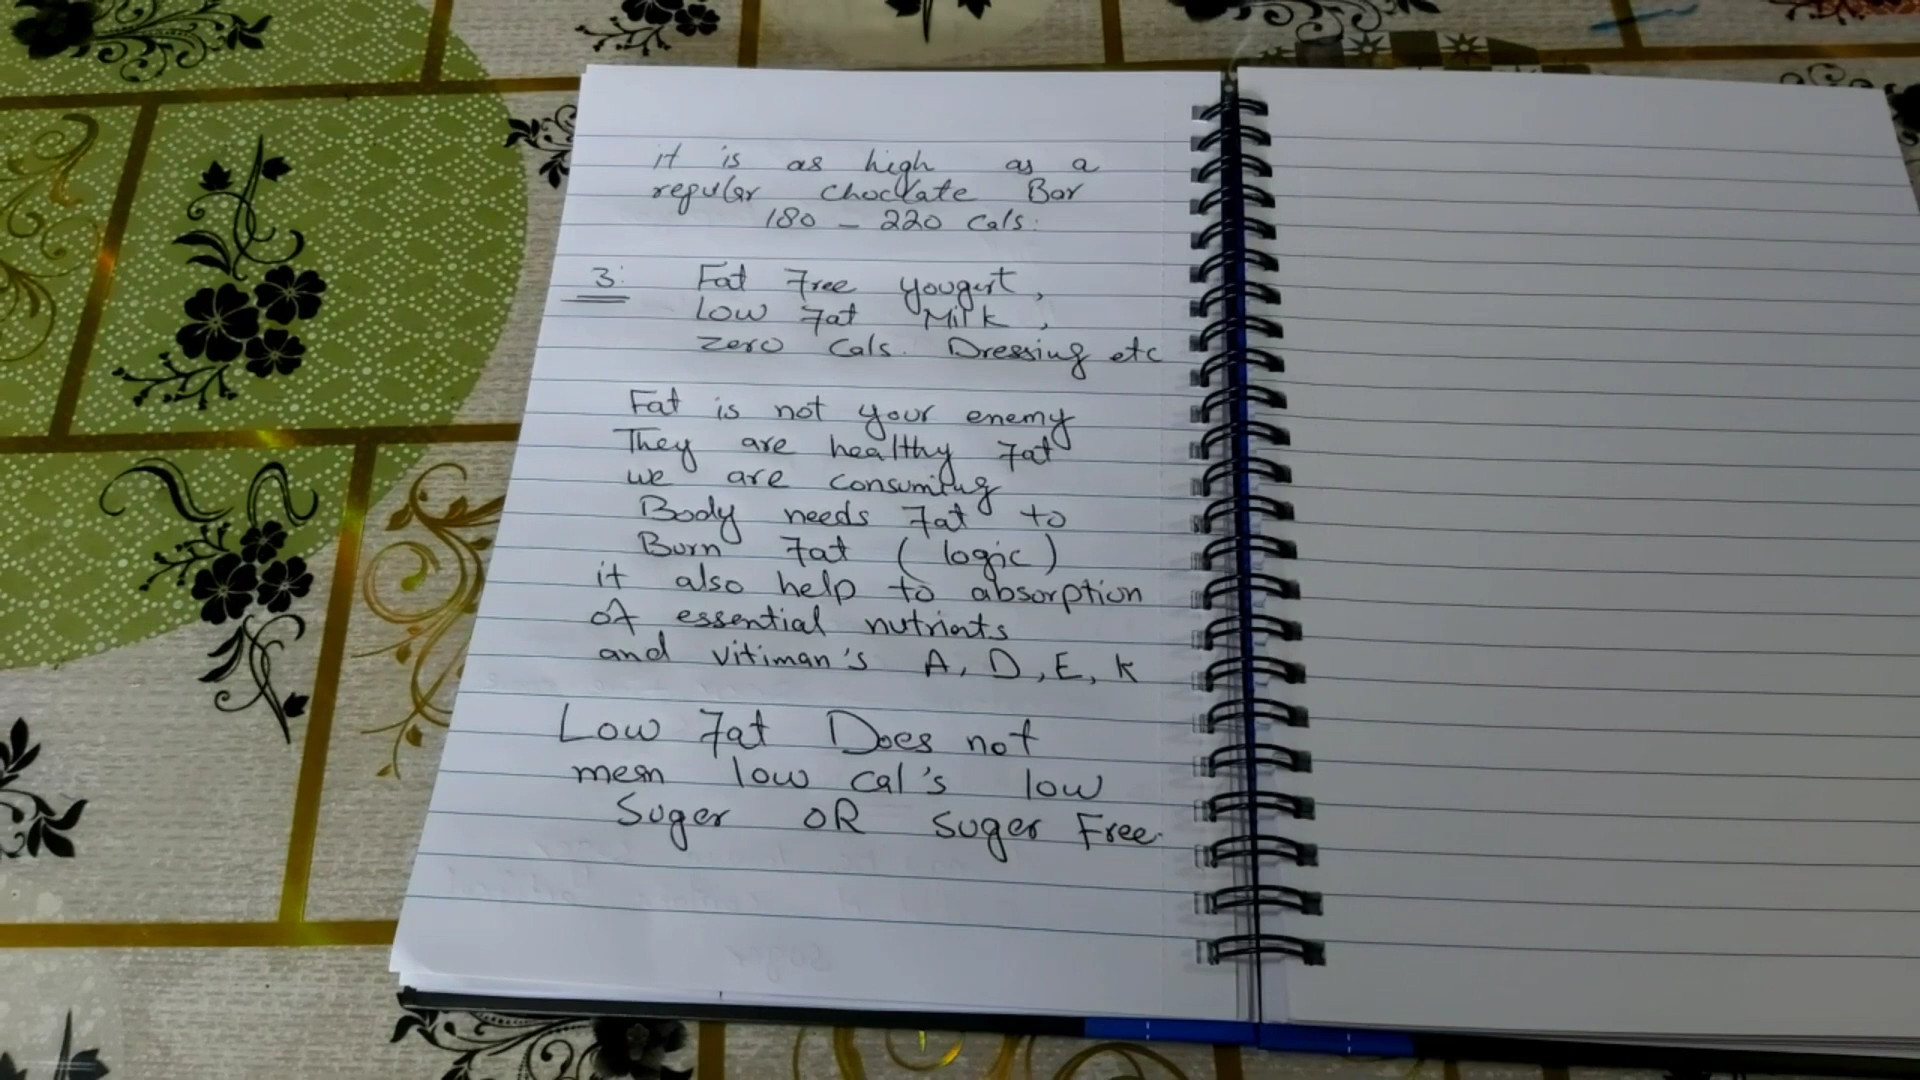 it is as high as a
regular Choclate Bar
180 - 220 Cals.
3. Fat Free yougurt,
Low Fat Milk,
Zero Cals. Dressing etc
Fat is not your enemy
They are healthy Fat
we are consuming
Body needs Fat to
Burn Fat (logic)
it also help to absorption
of essential nutrients
and vitiman's A, D, E, K
Low Fat Does not
mean low cal's low
Suger OR Suger Free.